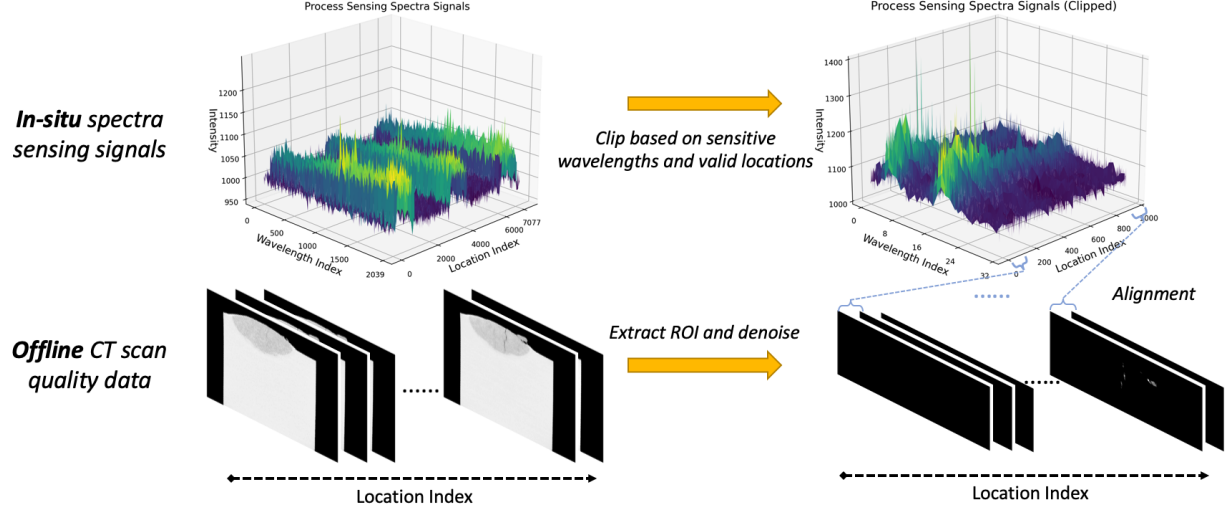 Process Sensing Spectra Signals
Process Sensing Spectra Signals (Clipped)
In-situ spectra
sensing signals
Intensity
1200
1150
1100
1050
1000
950
0
500
1000
1500
2039
Wavelength Index
0
2000
4000
6000
7077
Location Index
Clip based on sensitive
wavelengths and valid locations
Intensity
1400
1300
1200
1100
1000
0
8
16
24
32
Wavelength Index
0
200
400
600
800
1000
Location Index
Offline CT scan
quality data
......
Extract ROI and denoise
......
Alignment
......
Location Index
Location Index